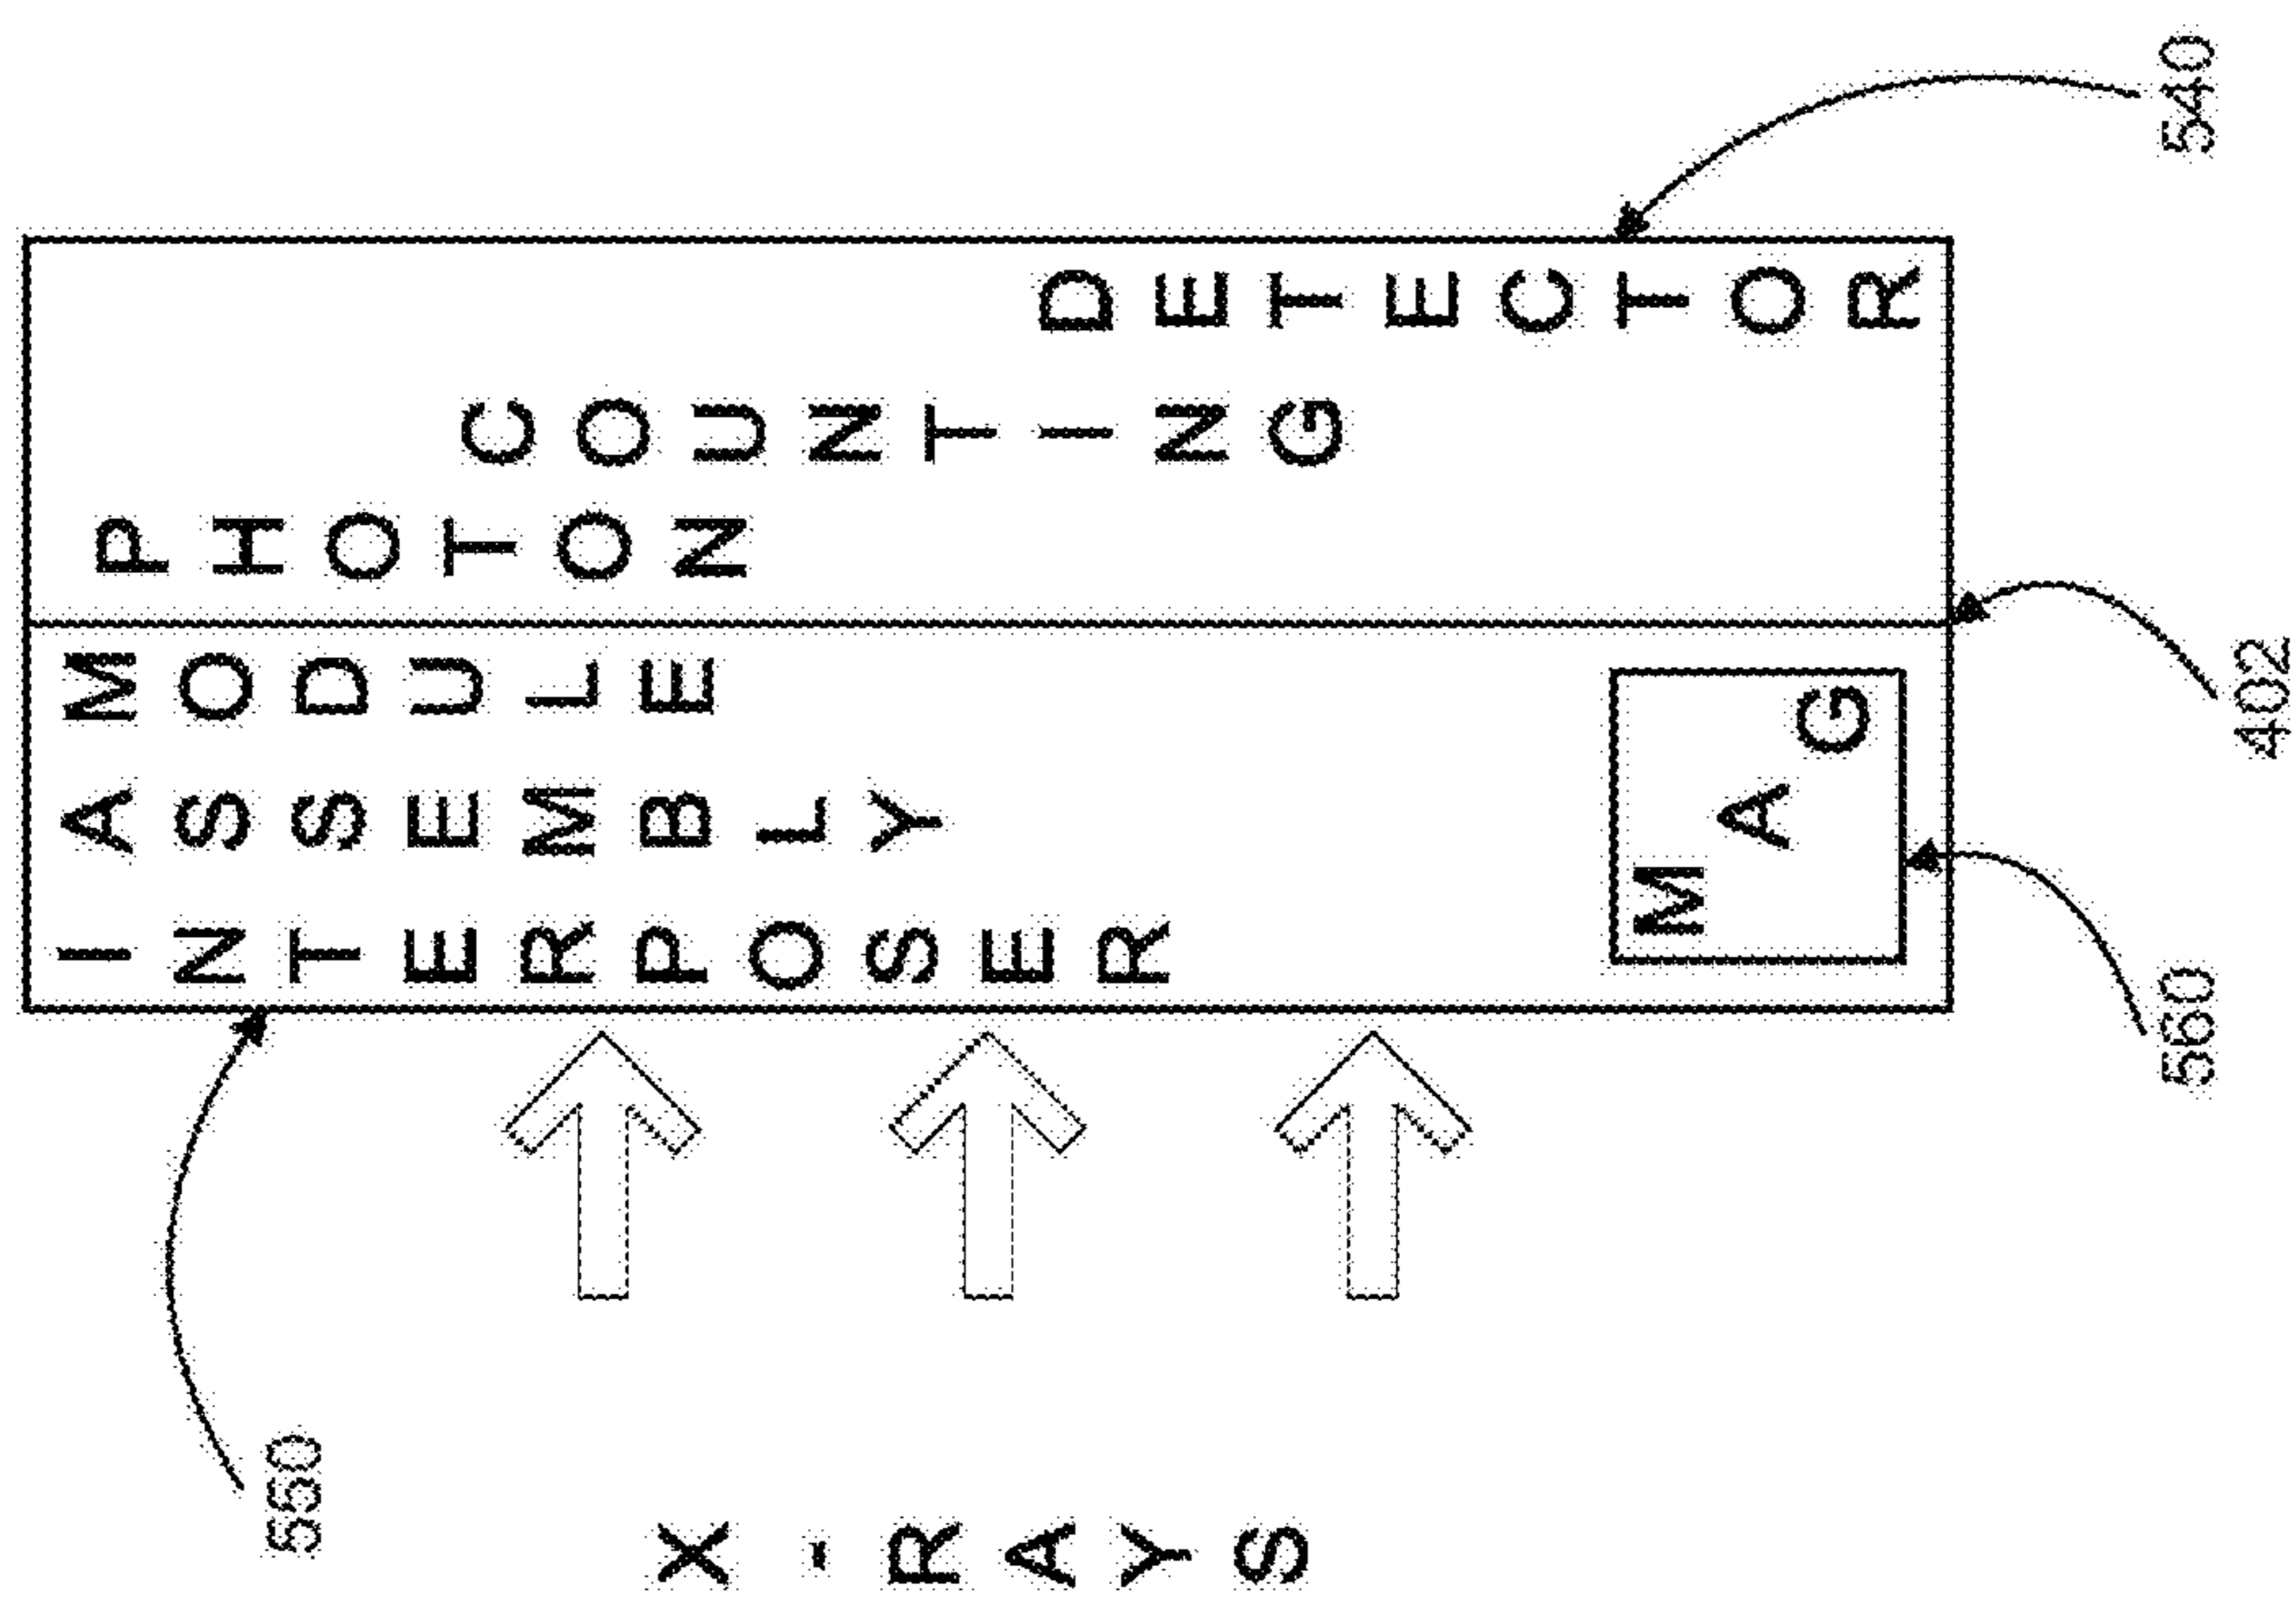 X-RAYS
550
INTERPOSER
ASSEMBLY
MODULE
MAG
560
402
PHOTON
COUNTING
DETECTOR
540